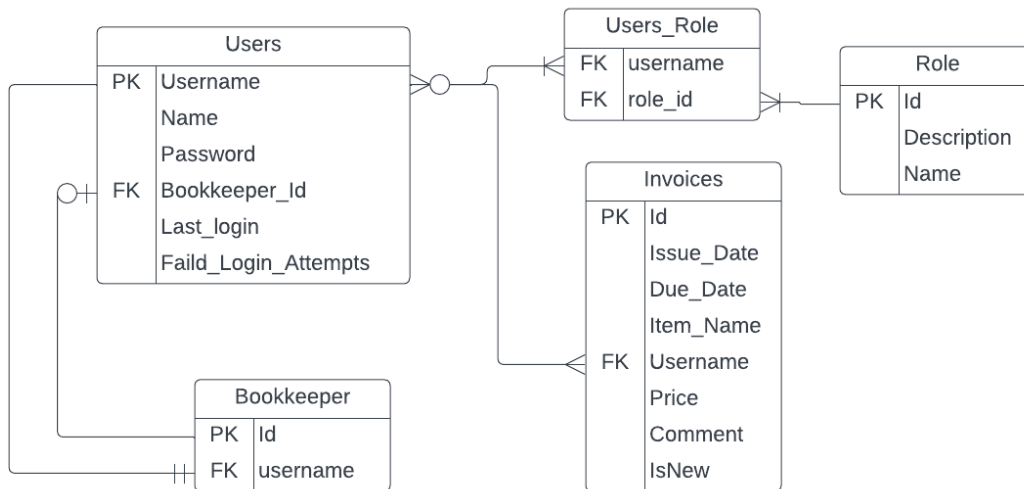 Users
PK Username
Name
Password
FK Bookkeeper_Id
Last_login
Faild_Login_Attempts
Users_Role
FK username
FK role_id
Role
PK Id
Description
Name
Invoices
PK Id
Issue_Date
Due_Date
Item_Name
FK Username
Price
Comment
IsNew
Bookkeeper
PK Id
FK username